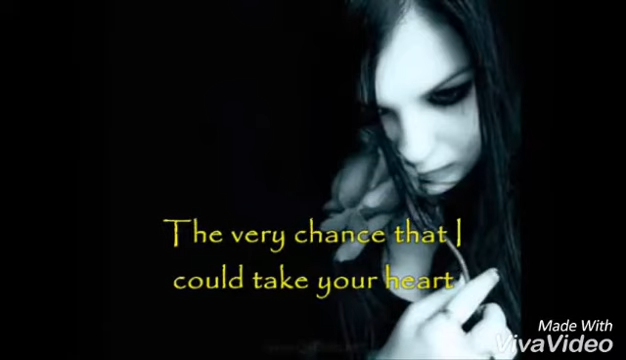 The very chance that I
could take your heart
Made With
VivaVideo